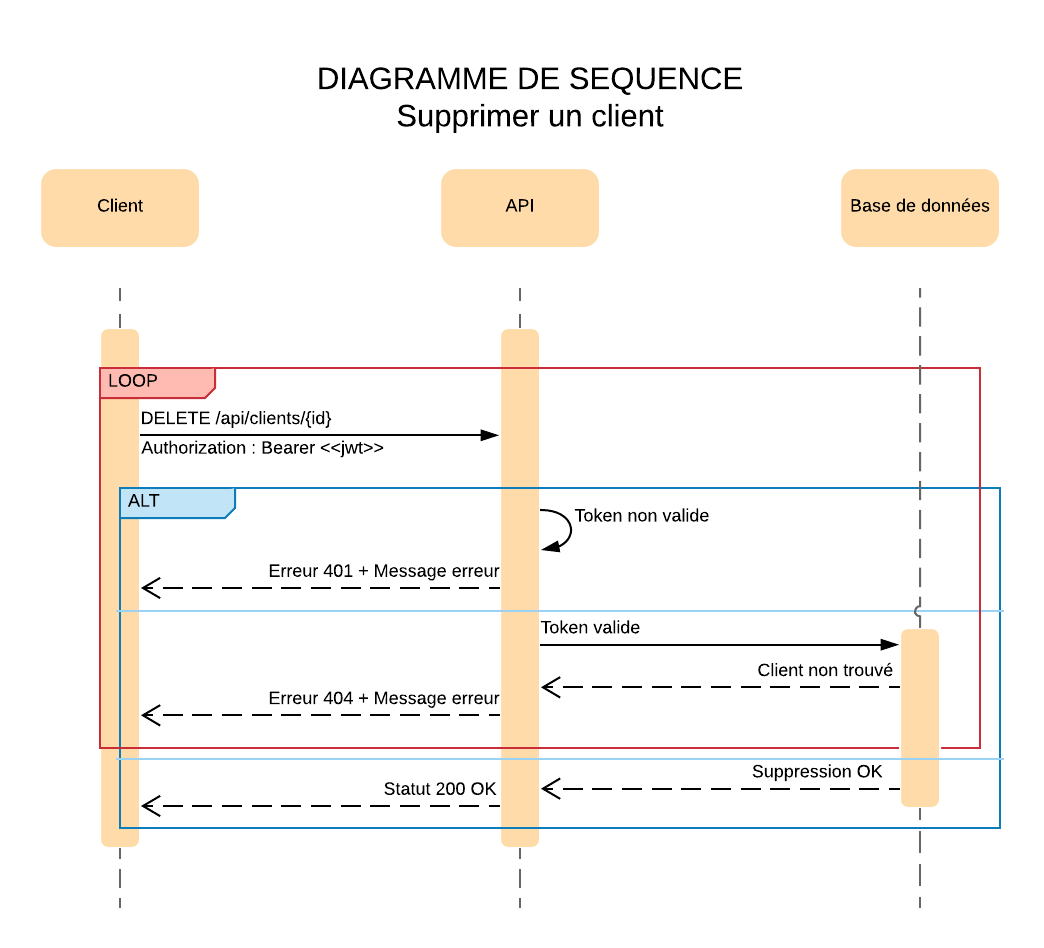 DIAGRAMME DE SEQUENCE
Supprimer un client
Client
API
Base de données
LOOP
DELETE /api/clients/{id}
Authorization : Bearer <<jwt>>
ALT
Token non valide
Erreur 401 + Message erreur
Token valide
Client non trouvé
Erreur 404 + Message erreur
Suppression OK
Statut 200 OK